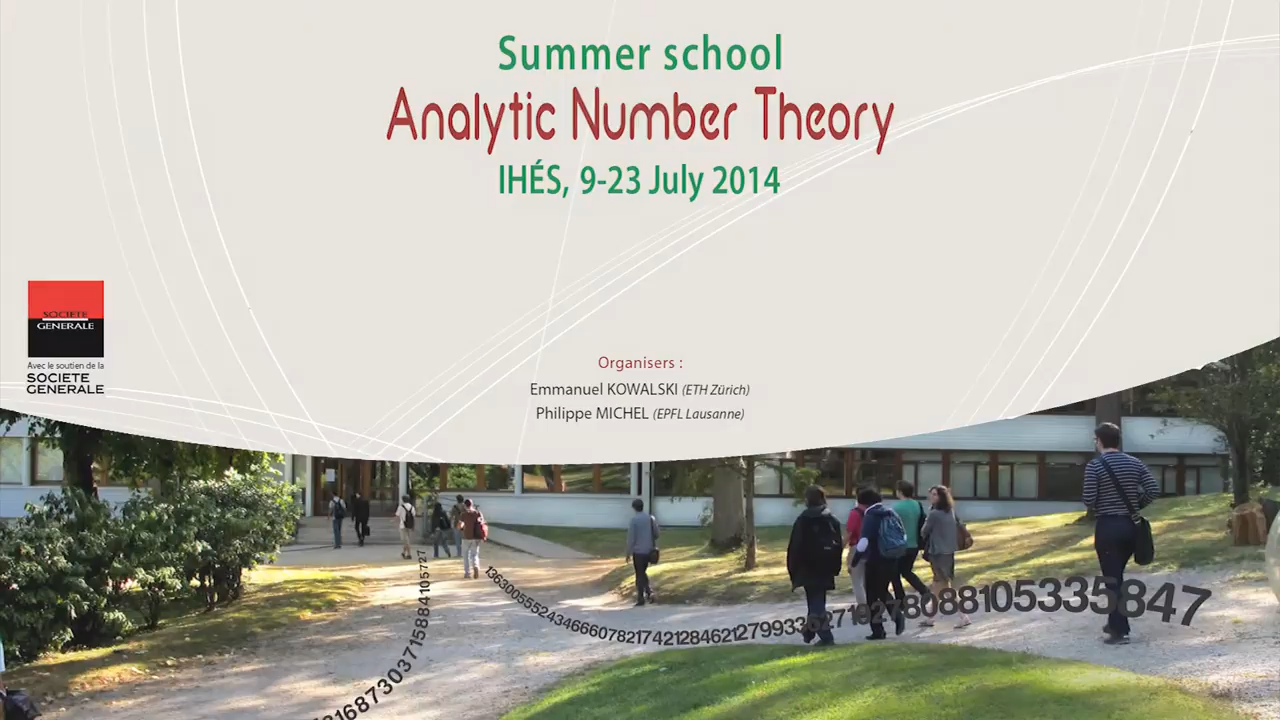 Summer school
Analytic Number Theory
IHÉS, 9-23 July 2014
SOCIETE
GENERALE
Avec le soutien de la
SOCIETE
GENERALE
Organisers :
Emmanuel KOWALSKI (ETH Zürich)
Philippe MICHEL (EPFL Lausanne)